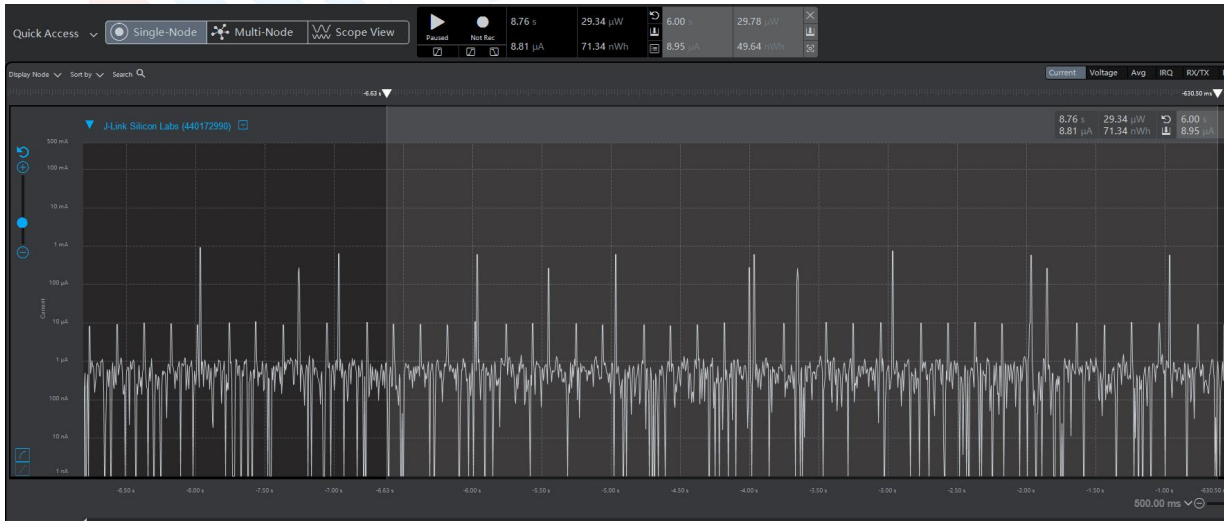 Quick Access
Single-Node
Multi-Node
Scope View
Paused
Not Rec
8.76 s 29.34 µW
8.81 µA 71.34 nWh
6.00 s 29.78 µW
8.95 µA 49.64 nWh
Display Node Sort by Search
Current Voltage Avg IRQ RX/TX
-6.63 s -630.50 ms
J-Link Silicon Labs (440172990)
8.76 s 29.34 µW 6.00 s
8.81 µA 71.34 nWh 8.95 µA
500 mA
100 mA
10 mA
1 mA
100 µA
10 µA
1 µA
100 nA
10 nA
1 nA
Current
-8.50 s -8.00 s -7.50 s -7.00 s -6.63 s -6.00 s -5.50 s -5.00 s -4.50 s -4.00 s -3.50 s -3.00 s -2.50 s -2.00 s -1.50 s -1.00 s -630.50
500.00 ms